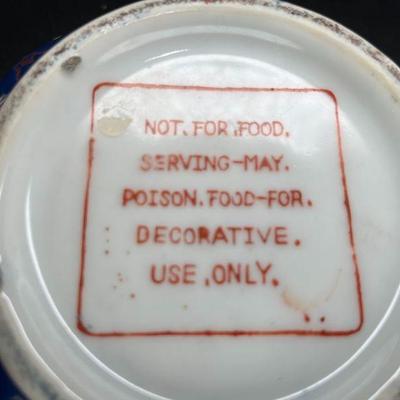 NOT. FOR. FOOD.
SERVING-MAY.
POISON. FOOD-FOR.
DECORATIVE.
USE. ONLY.